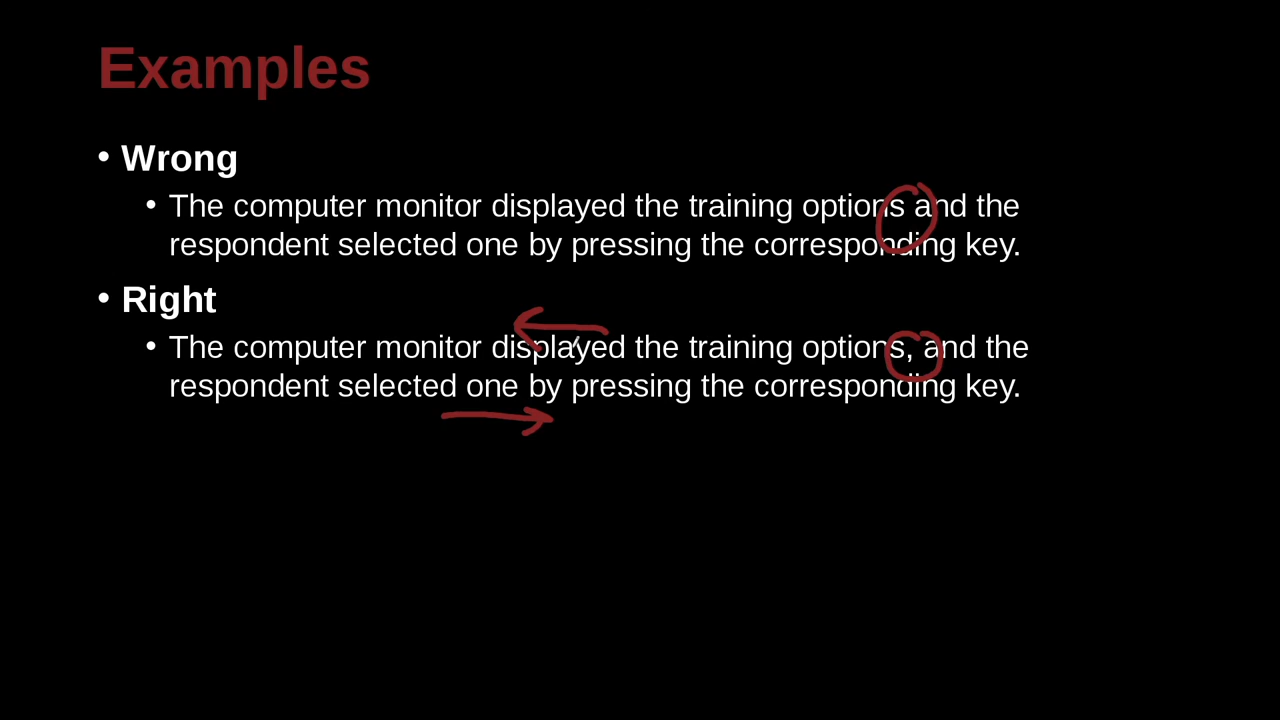 Examples
• Wrong
• The computer monitor displayed the training options and the
respondent selected one by pressing the corresponding key.
• Right
• The computer monitor displayed the training options, and the
respondent selected one by pressing the corresponding key.